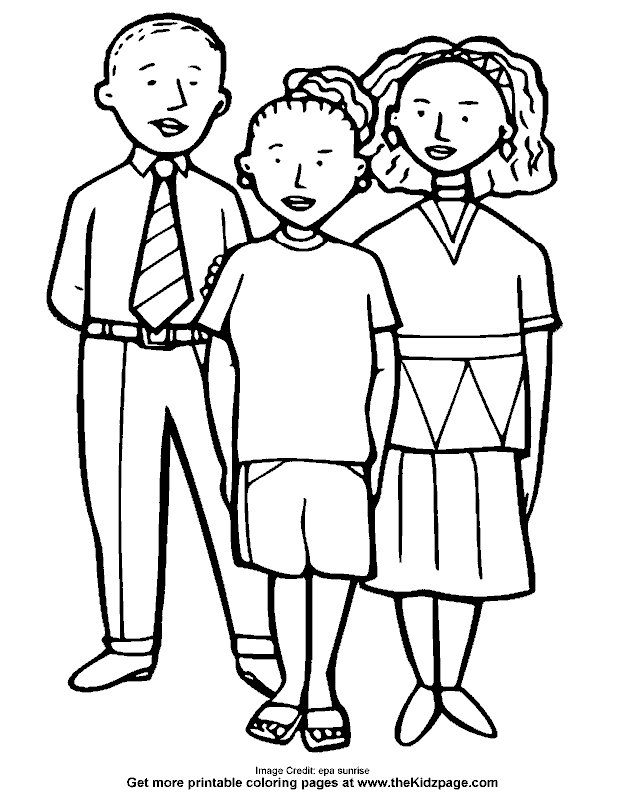 Image Credit: epa sunrise
Get more printable coloring pages at www.theKidzpage.com